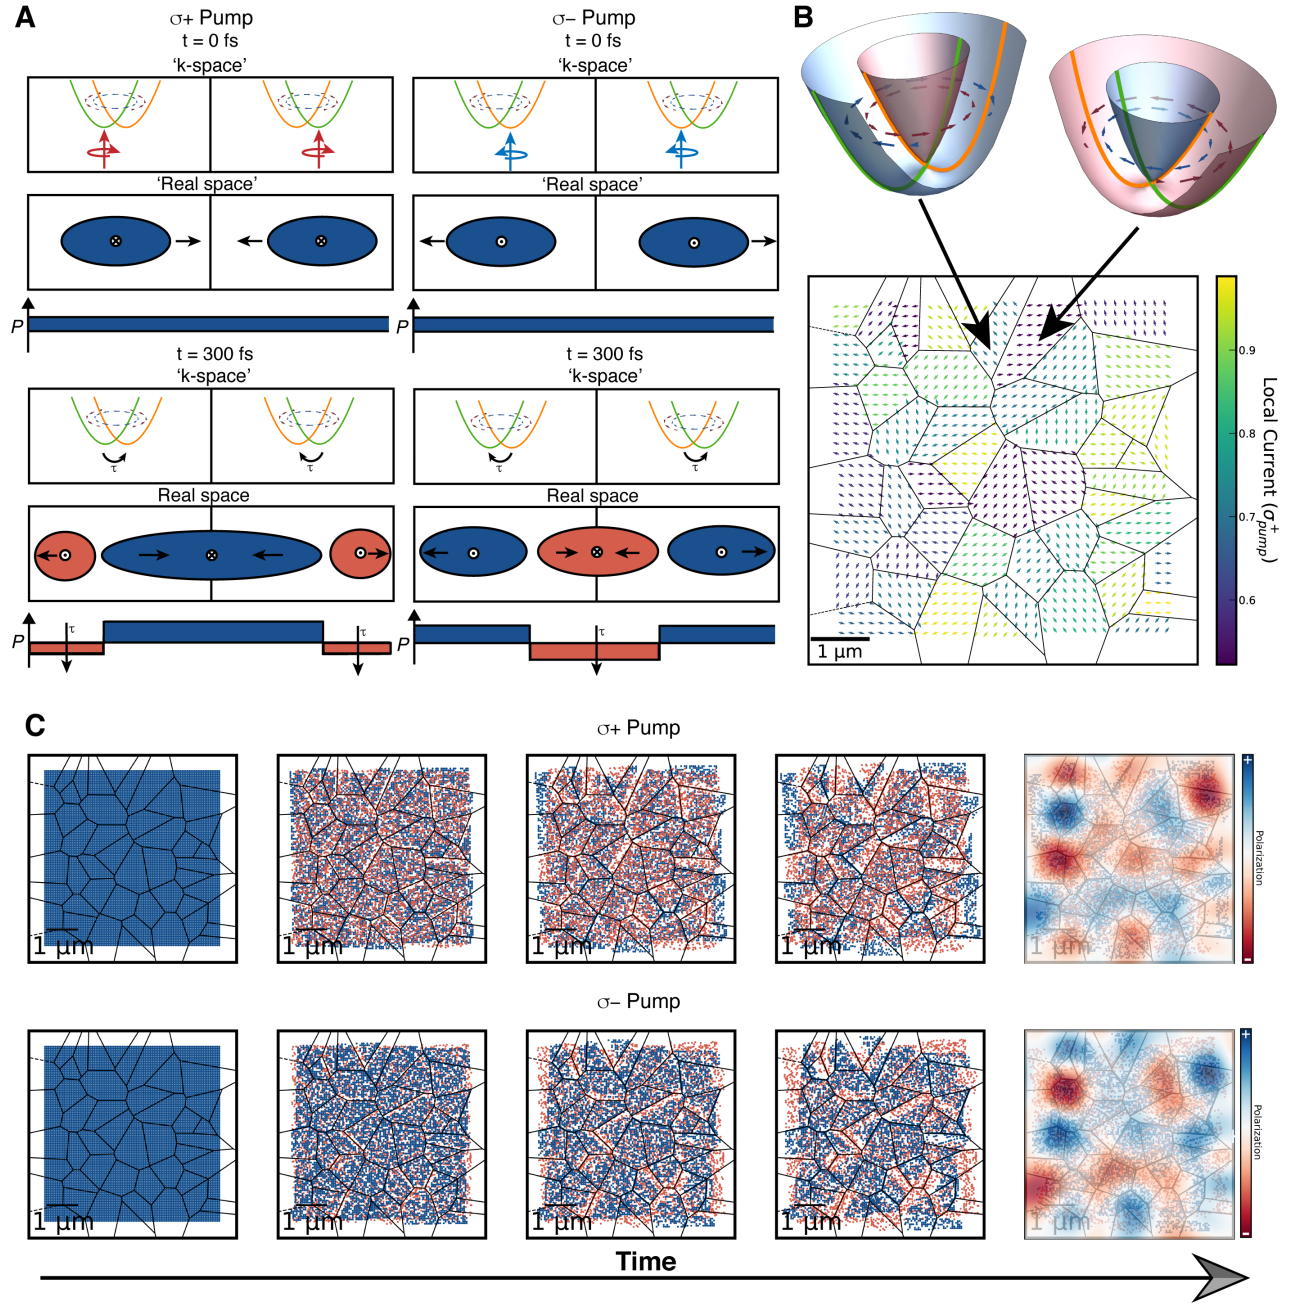 A
σ+ Pump
t = 0 fs
‘k-space’
σ− Pump
t = 0 fs
‘k-space’
‘Real space’
‘Real space’
P
P
t = 300 fs
‘k-space’
t = 300 fs
‘k-space’
τ
τ
τ
τ
Real space
Real space
P
τ
τ
P
τ
B
1 μm
0.9
0.8
0.7
0.6
Local Current (σ+pump)
C
σ+ Pump
1 μm
1 μm
1 μm
1 μm
1 μm
+
Polarization
−
σ− Pump
1 μm
1 μm
1 μm
1 μm
1 μm
+
Polarization
−
Time